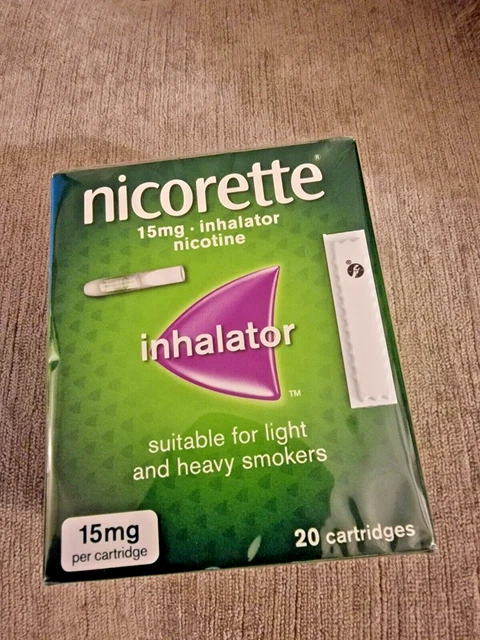 nicorette®
15mg · inhalator
nicotine
inhalator
™
suitable for light
and heavy smokers
15mg
per cartridge
20 cartridges